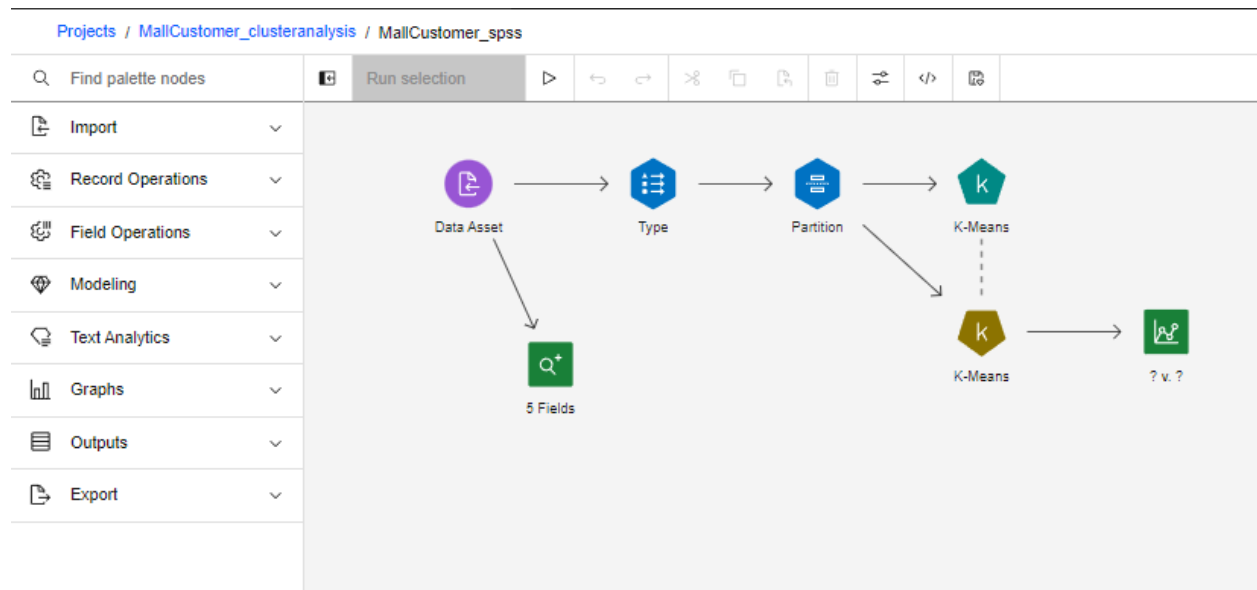 Projects / MallCustomer_clusteranalysis / MallCustomer_spss
Find palette nodes
Run selection
Import
Record Operations
Field Operations
Modeling
Text Analytics
Graphs
Outputs
Export
Data Asset
Type
Partition
K-Means
5 Fields
K-Means
? v. ?